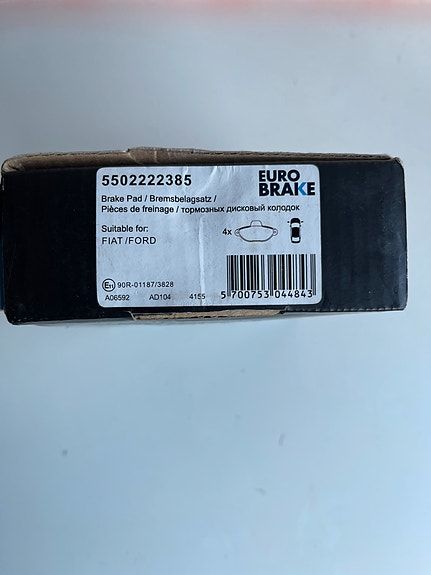 5502222385
EURO
BRAKE
Brake Pad / Bremsbelagsatz /
Pièces de freinage / тормозных дисковый колодок
Suitable for:
FIAT /FORD
4x
E11 90R-01187/3828
A06592 AD104 4155
5 700753 044843